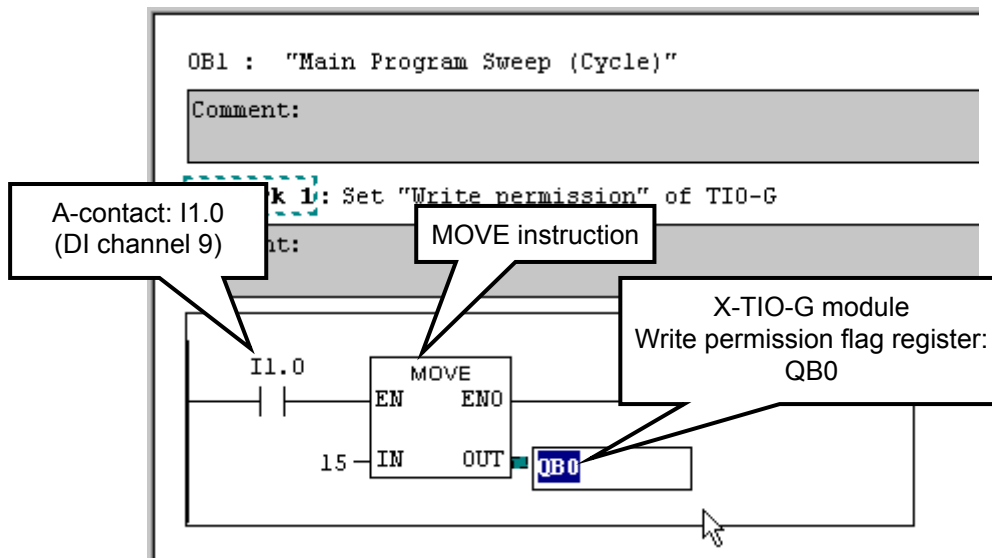 OB1 : "Main Program Sweep (Cycle)"
Comment:
k 1: Set "Write permission" of TIO-G
A-contact: I1.0
(DI channel 9)
MOVE instruction
nt:
X-TIO-G module
Write permission flag register:
QB0
I1.0
MOVE
EN ENO
15 IN OUT QB0